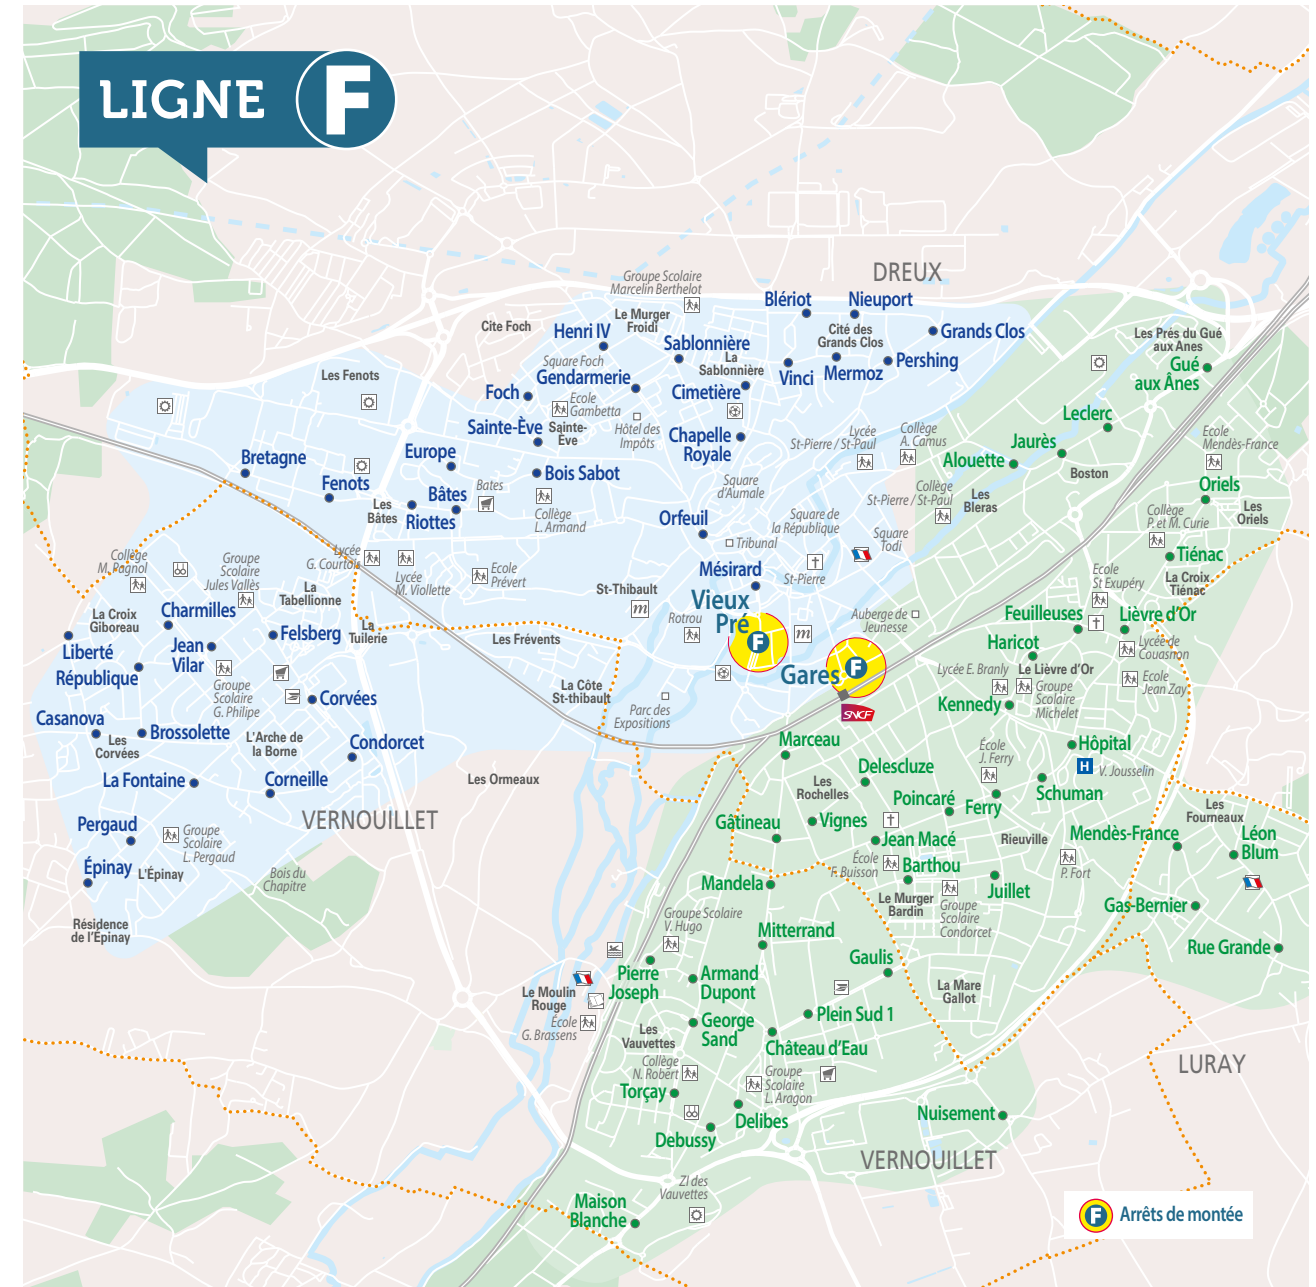 LIGNE F
DREUX
Groupe Scolaire
Marcelin Berthelot
Blériot
Nieuport
Cite Foch
Le Murger
Froidi
Henri IV
Cité des
Grands Clos
Grands Clos
Les Prés du Gué
aux Anes
Sablonnière
La
Sablonnière
Square Foch
Gendarmerie
Vinci
Mermoz
Pershing
Gué
aux Ânes
Les Fenots
Foch
Cimetière
Ecole
Gambetta
Leclerc
Hôtel des
Impôts
Sainte-Ève
Sainte-
Ève
Chapelle
Royale
Lycée
St-Pierre / St-Paul
Collège
A. Camus
Jaurès
Ecole
Mendès-France
Bretagne
Europe
Alouette
Boston
Fenots
Bois Sabot
Square
d'Aumale
Collège
St-Pierre / St-Paul
Les
Bleras
Oriels
Les
Oriels
Bâtes
Bates
Les
Bâtes
Riottes
Collège
L. Armand
Orfeuil
Square de
la République
Collège
P. et M. Curie
Tribunal
Square
Todi
Tiénac
Collège
M. Pagnol
Groupe
Scolaire
Jules Vallès
Lycée
G. Courtois
Lycée
M. Viollette
Ecole
Prévert
Mésirard
St-Pierre
Ecole
St Exupéry
La Croix
Tiénac
La
Tabellionne
St-Thibault
Vieux
Pré
F
La Croix
Giboreau
Charmilles
Rotrou
Auberge de
Jeunesse
Feuilleuses
Lièvre d'Or
La
Tuilerie
Felsberg
Les Frévents
Haricot
Lycée de
Couasnon
Liberté
Jean
Vilar
République
Gares
F
Lycée E. Branly
Le Lièvre d'Or
Ecole
Jean Zay
Groupe
Scolaire
G. Philipe
Corvées
La Côte
St-thibault
Groupe
Scolaire
Michelet
Kennedy
SNCF
Casanova
Brossolette
Les
Corvées
L'Arche de
la Borne
Condorcet
Parc des
Expositions
Marceau
École
J. Ferry
Hôpital
H
V. Jousselin
La Fontaine
Corneille
Les Ormeaux
Delescluze
Les
Rochelles
Schuman
Poincaré
Ferry
Les
Fourneaux
VERNOUILLET
Pergaud
Groupe
Scolaire
L. Pergaud
Gâtineau
Vignes
Jean Macé
Rieuville
Mendès-France
Léon
Blum
Épinay
L'Épinay
Bois du
Chapitre
École
F. Buisson
Barthou
P. Fort
Mandela
Juillet
Le Murger
Bardin
Groupe
Scolaire
Condorcet
Gas-Bernier
Résidence
de l'Épinay
Groupe Scolaire
V. Hugo
Mitterrand
Rue Grande
Gaulis
Pierre
Joseph
Armand
Dupont
La Mare
Gallot
Le Moulin
Rouge
Plein Sud 1
École
G. Brassens
Les
Vauvettes
George
Sand
Château d'Eau
LURAY
Collège
N. Robert
Groupe
Scolaire
L. Aragon
Torçay
Delibes
Nuisement
Debussy
VERNOUILLET
ZI des
Vauvettes
Maison
Blanche
F Arrêts de montée